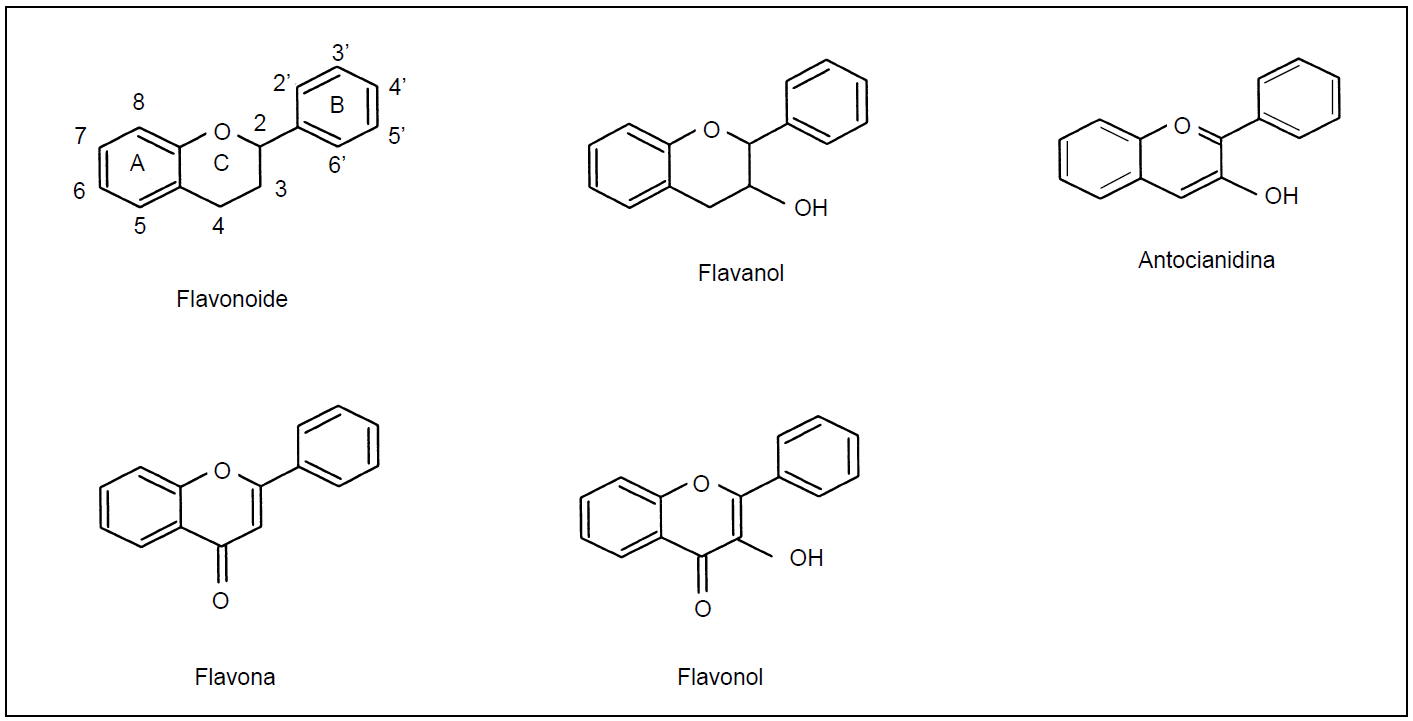 3’
2’
4’
B
8
O
2
7
5’
A
C
6’
6
3
5
4
Flavonoide
O
OH
Flavanol
O
OH
Antocianidina
O
O
Flavona
O
OH
O
Flavonol